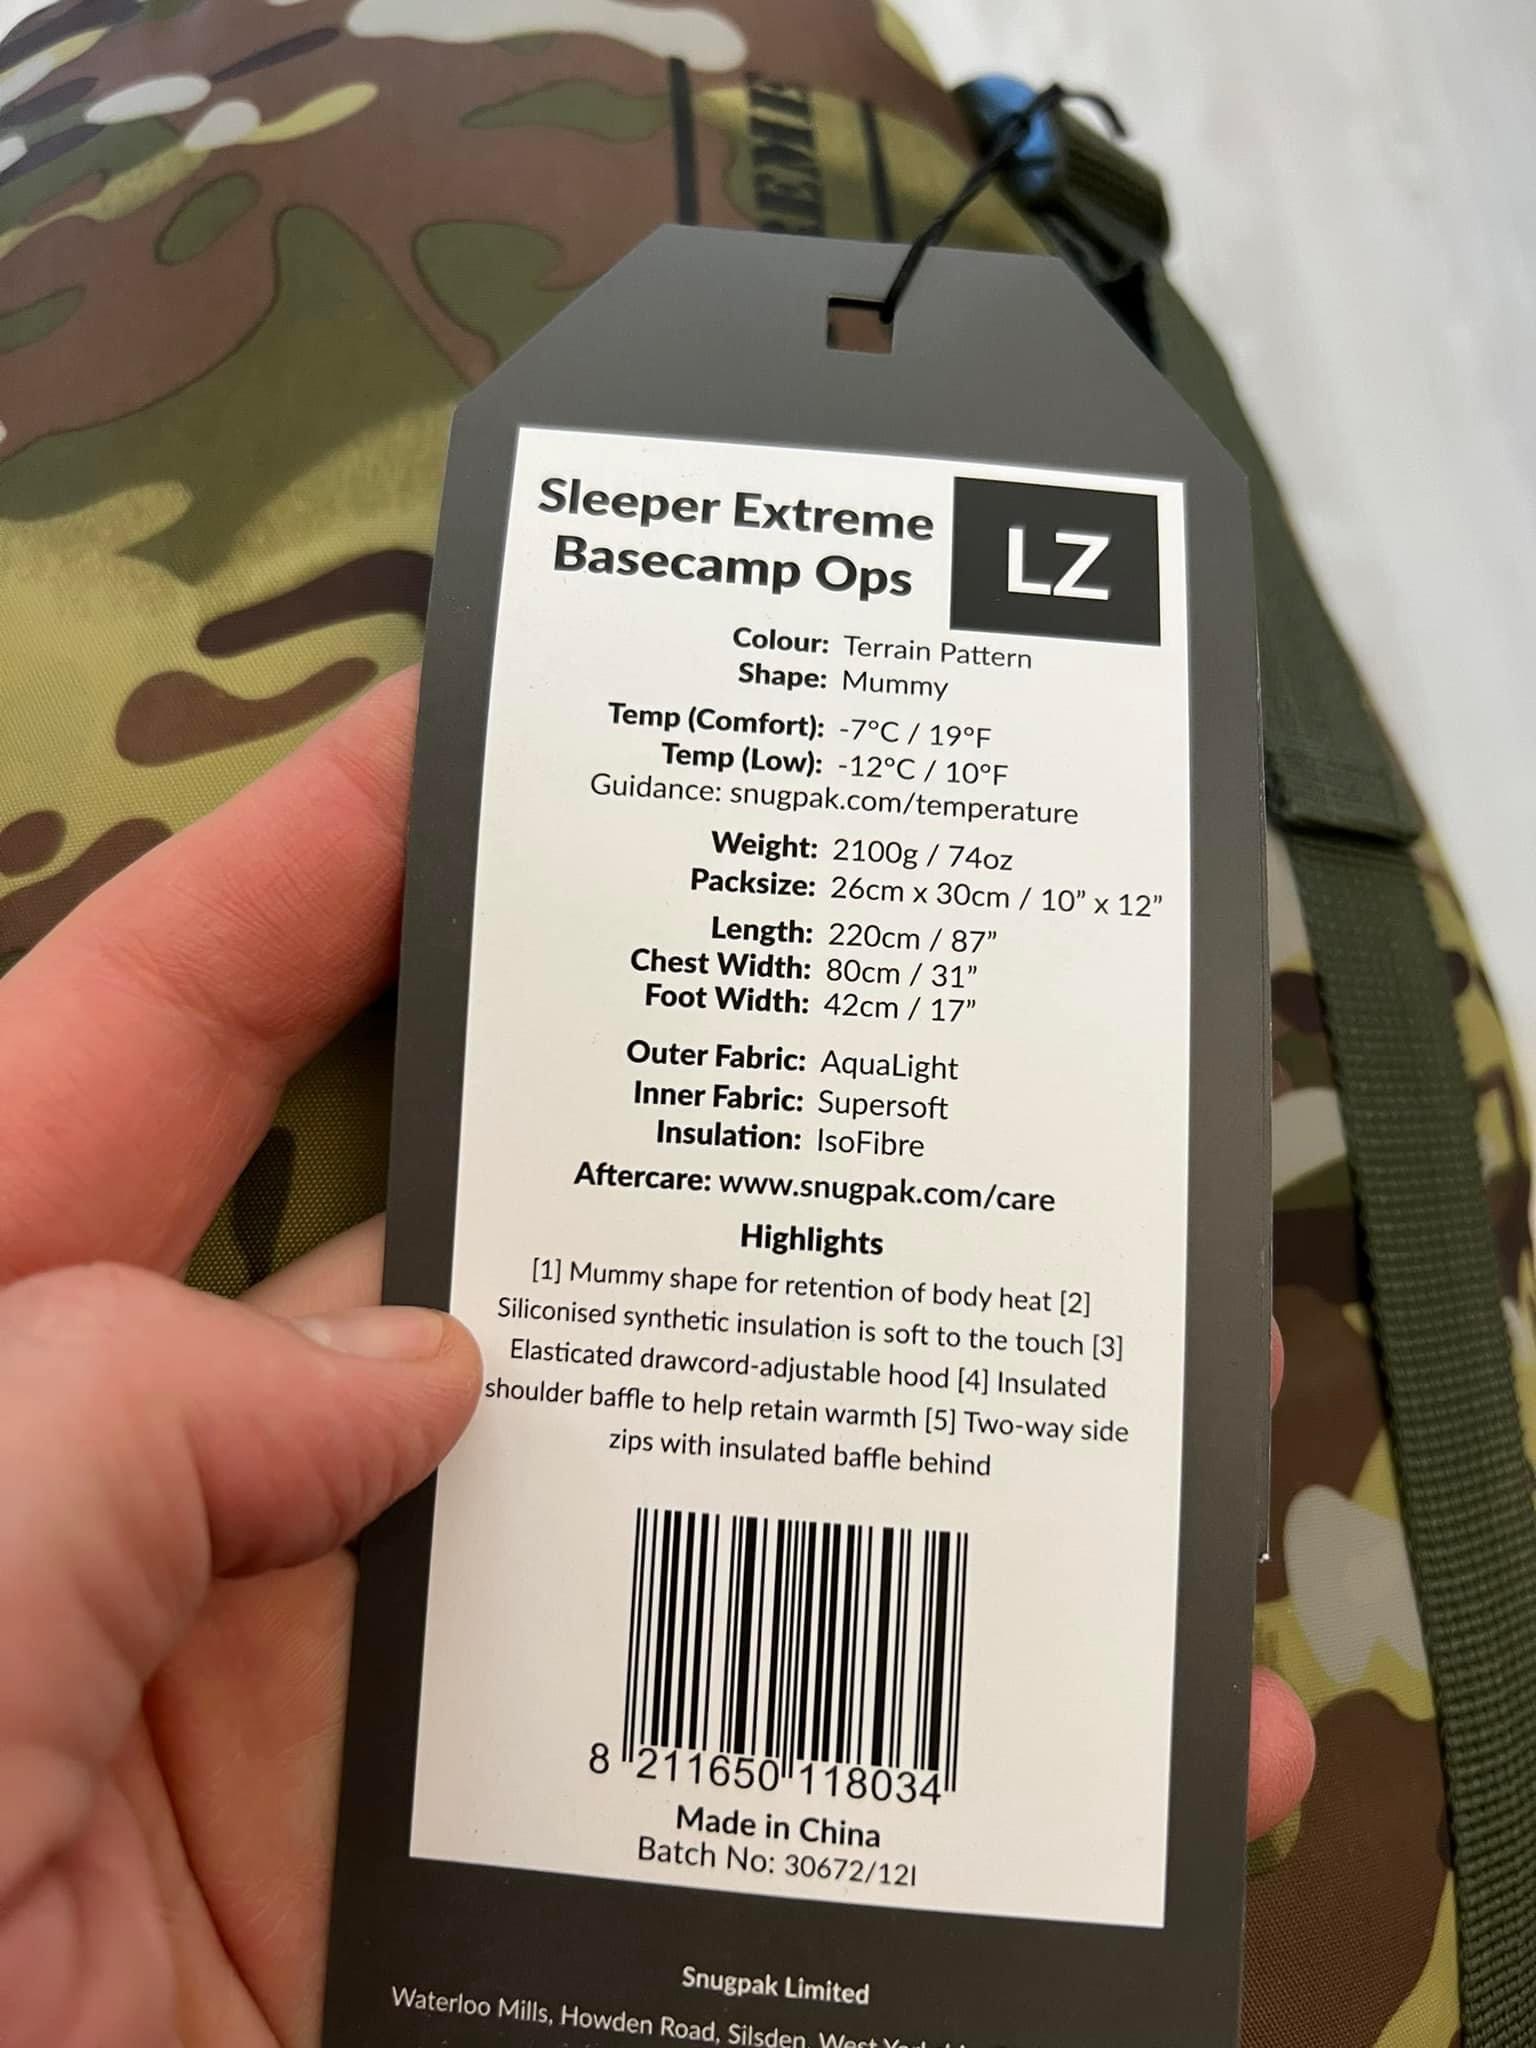 REME
Sleeper Extreme
Basecamp Ops
LZ
Colour: Terrain Pattern
Shape: Mummy
Temp (Comfort): -7°C / 19°F
Temp (Low): -12°C / 10°F
Guidance: snugpak.com/temperature
Weight: 2100g / 74oz
Packsize: 26cm x 30cm / 10” x 12”
Length: 220cm / 87”
Chest Width: 80cm / 31”
Foot Width: 42cm / 17”
Outer Fabric: AquaLight
Inner Fabric: Supersoft
Insulation: IsoFibre
Aftercare: www.snugpak.com/care
Highlights
[1] Mummy shape for retention of body heat [2]
Siliconised synthetic insulation is soft to the touch [3]
Elasticated drawcord-adjustable hood [4] Insulated
shoulder baffle to help retain warmth [5] Two-way side
zips with insulated baffle behind
8 211650 118034
Made in China
Batch No: 30672/12I
Snugpak Limited
Waterloo Mills, Howden Road, Silsden, West